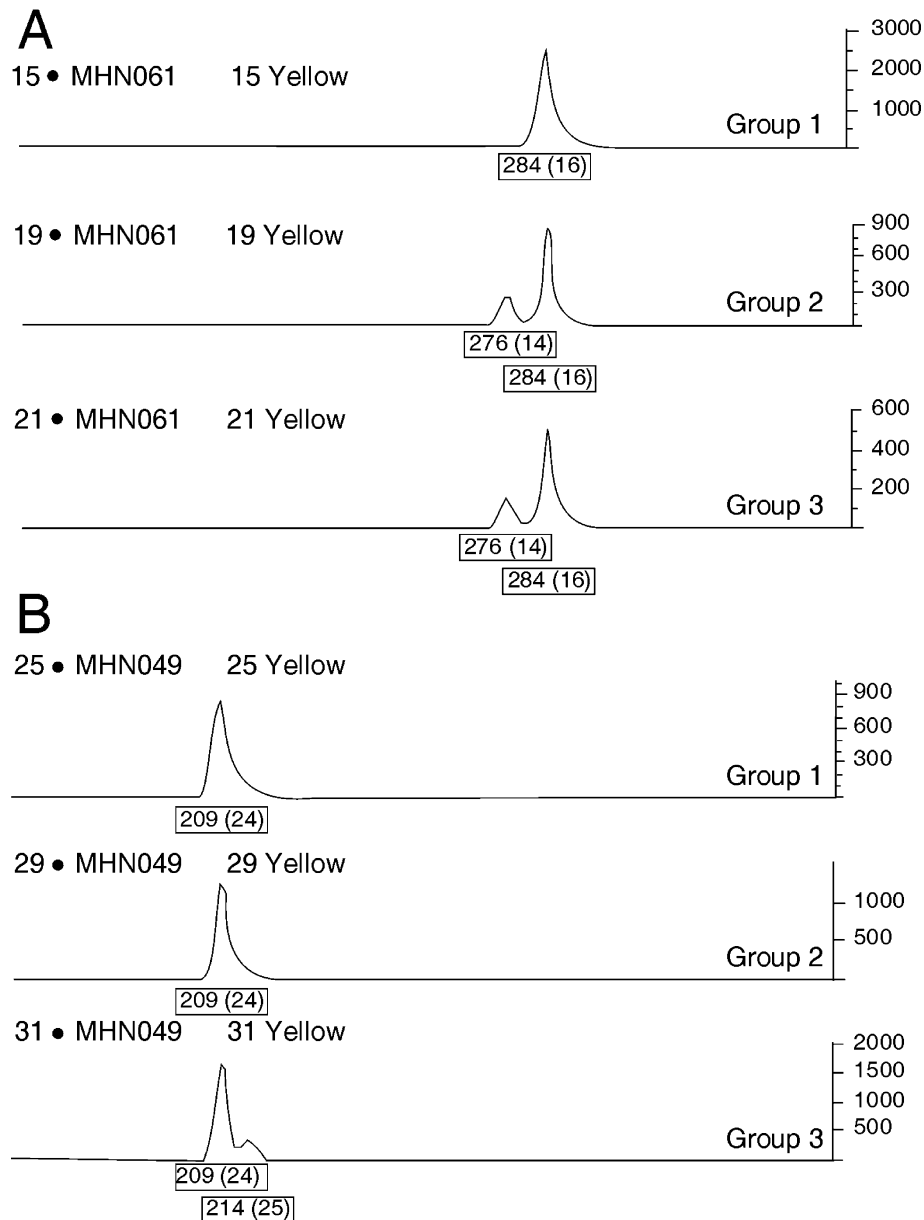 A
15 • MHN061 15 Yellow
3000
2000
1000
Group 1
284 (16)
19 • MHN061 19 Yellow
900
600
300
Group 2
276 (14)
284 (16)
21 • MHN061 21 Yellow
600
400
200
Group 3
276 (14)
284 (16)
B
25 • MHN049 25 Yellow
900
600
300
Group 1
209 (24)
29 • MHN049 29 Yellow
1000
500
Group 2
209 (24)
31 • MHN049 31 Yellow
2000
1500
1000
500
Group 3
209 (24)
214 (25)